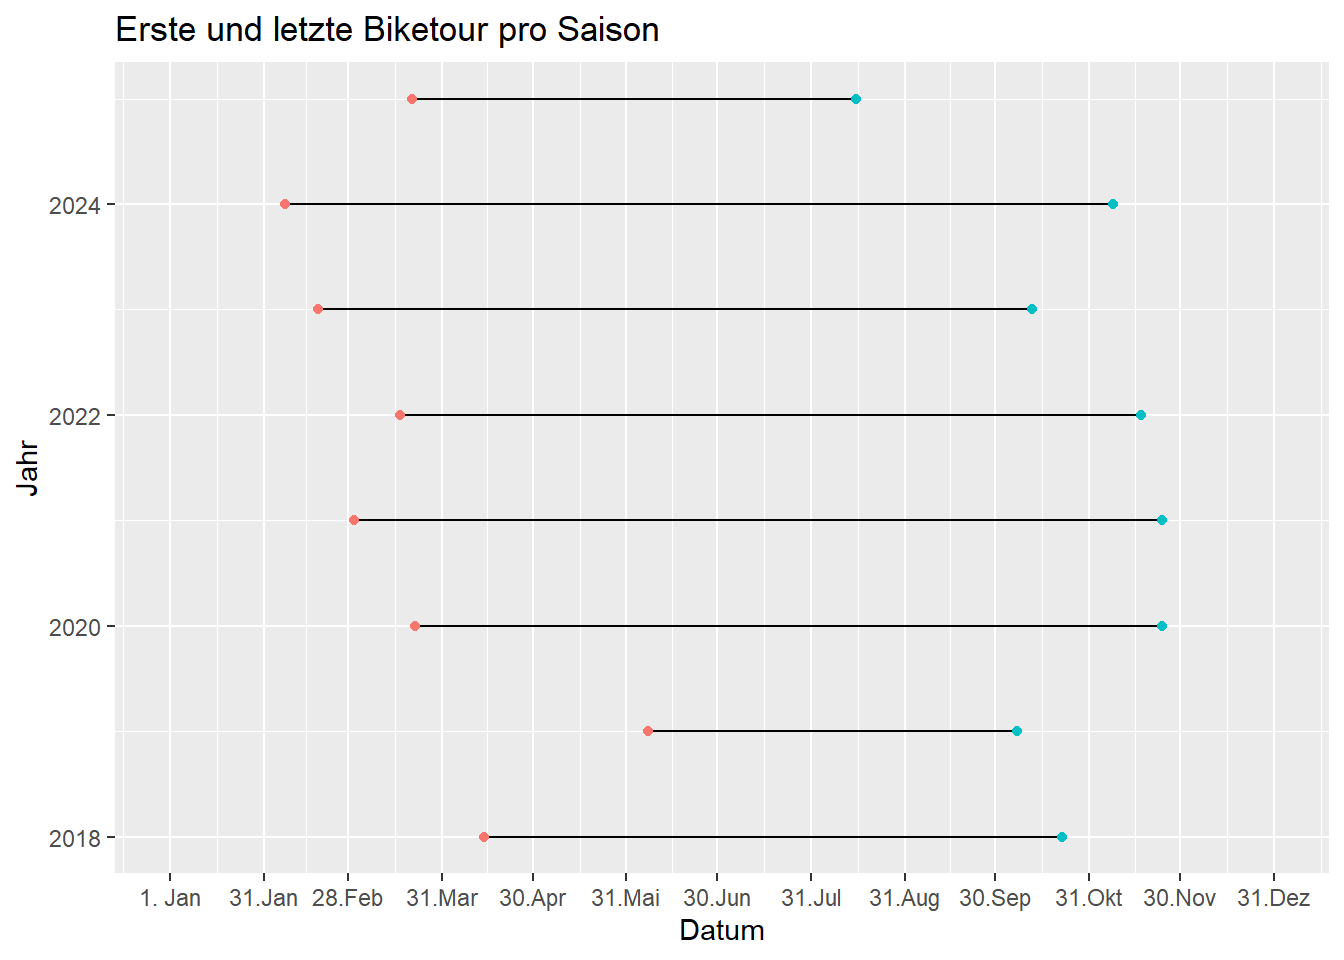 Erste und letzte Biketour pro Saison
2024
2022
2020
2018
Jahr
1. Jan 31.Jan 28.Feb 31.Mar 30.Apr 31.Mai 30.Jun 31.Jul 31.Aug 30.Sep 31.Okt 30.Nov 31.Dez
Datum